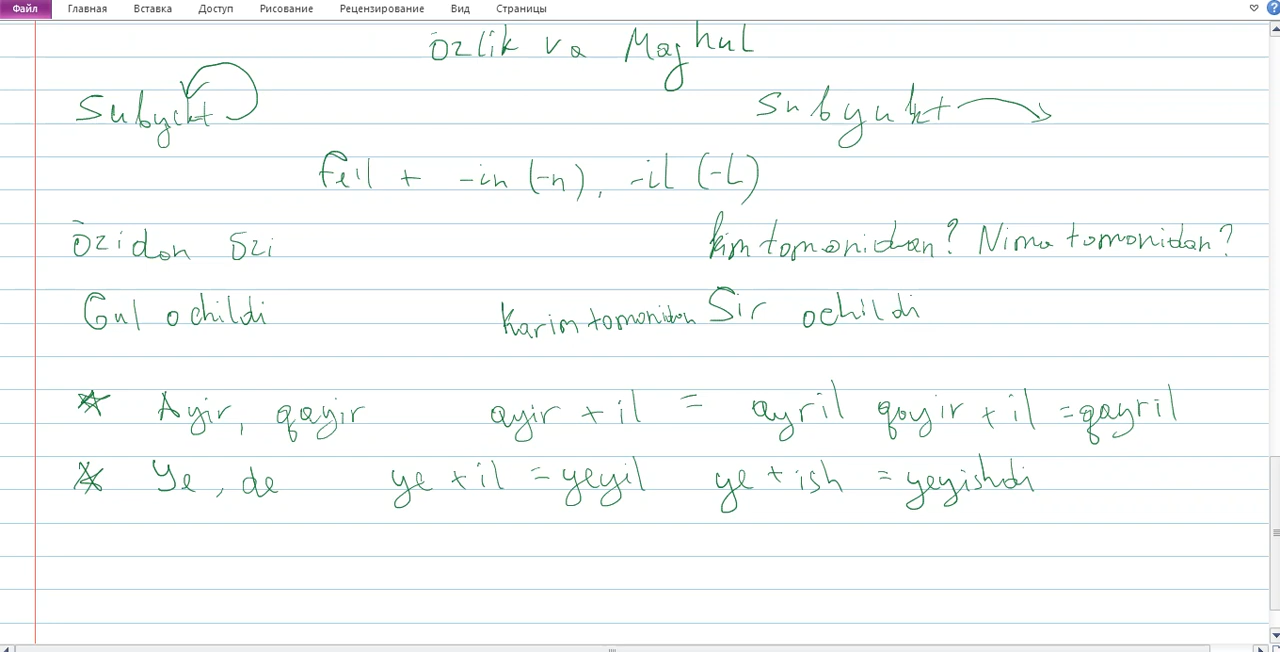 Файл Главная Вставка Доступ Рисование Рецензирование Вид Страницы
Özlik va Majhul
Subyekt Subyekt
Fe'l + -in (-n), -il (-L)
Özidan özi kim tomonidan? Nima tomonidan?
Gul ochildi Karim tomonidan Sir ochildi
* Ayir, qayir ayir + il = ayril qayir + il = qayril
* Ye, de ye + il = yeyil ye + ish = yeyishdi